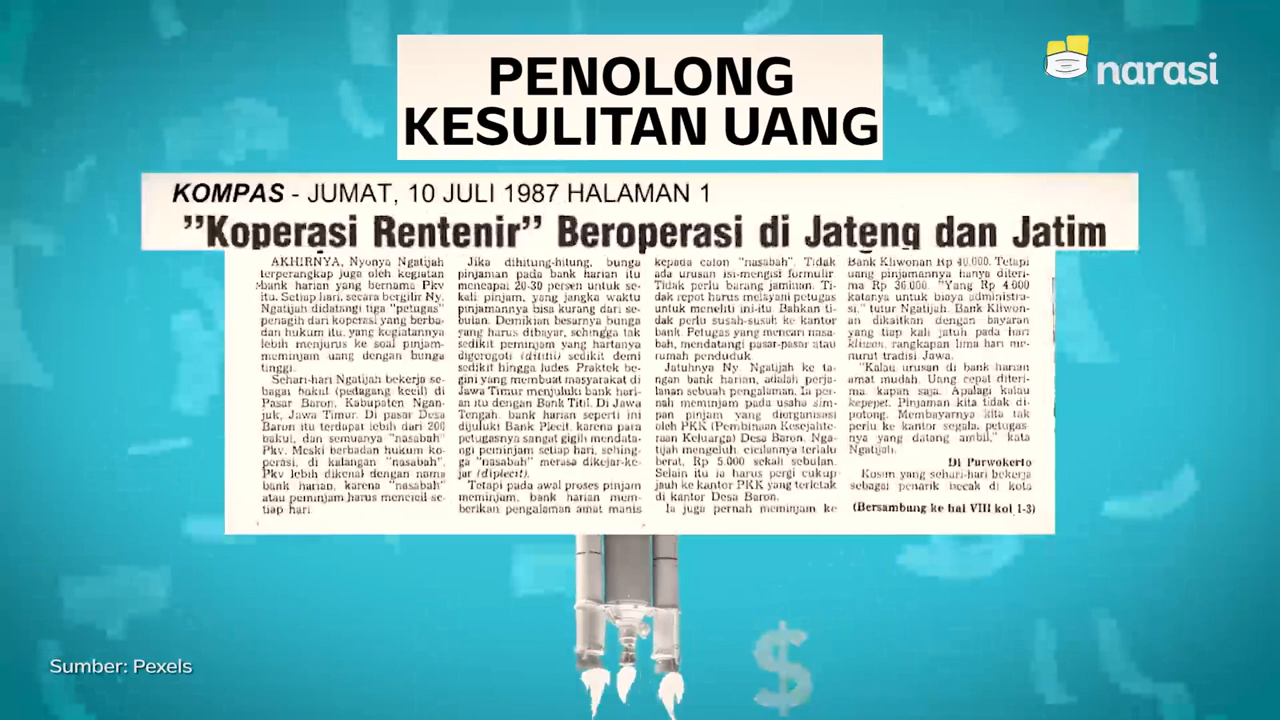 PENOLONG
KESULITAN UANG
narasi
KOMPAS - JUMAT, 10 JULI 1987 HALAMAN 1
”Koperasi Rentenir” Beroperasi di Jateng dan Jatim
AKHIRNYA, Nyonya Ngatijah
terperangkap juga oleh kegiatan
bank harian yang bernama Pkv
itu. Setiap hari, secara bergilir Ny.
Ngatijah didatangi tiga "petugas"
penagih dari koperasi yang berba-
dan hukum itu, yang kegiatannya
lebih menjurus ke soal pinjam-
meminjam uang dengan bunga
tinggi.
Sehari-hari Ngatijah bekerja se-
bagai bakul (pedagang kecil) di
Pasar Baron, Kabupaten Ngan-
juk, Jawa Timur. Di pasar Desa
Baron itu terdapat lebih dari 200
bakul, dan semuanya "nasabah"
Pkv. Meski berbadan hukum ko-
perasi, di kalangan "nasabah",
Pkv lebih dikenal dengan nama
bank harian, karena "nasabah"
atau peminjam harus mencicil se-
tiap hari
Jika dihitung-hitung, bunga
pinjaman pada bank harian itu
mencapai 20-30 persen untuk se-
kali pinjam, yang jangka waktu
pinjamannya bisa kurang dari se-
bulan. Demikian besarnya bunga
yang harus dibayar, sehingga tak
sedikit peminjam yang hartanya
digerogoti (dititil) sedikit demi
sedikit hingga ludes. Praktek be-
gini yang membuat masyarakat di
Jawa Timur menjuluki bank hari-
an itu dengan Bank Titil. Di Jawa
Tengah, bank harian seperti ini
dijuluki Bank Plecit, karena para
petugasnya sangat gigih mendata-
ngi peminjam setiap hari, sehing-
ga "nasabah" merasa dikejar-ke-
jar (diplecit).
Tetapi pada awal proses pinjam
meminjam, bank harian mem-
berikan pengalaman amat manis
kepada calon "nasabah". Tidak
ada urusan isi-mengisi formulir.
Tidak perlu barang jaminan. Ti-
dak repot harus melayani petugas
untuk meneliti ini-itu. Bahkan ti-
dak perlu susah-susah ke kantor
bank. Petugas yang mencari nasa-
bah, mendatangi pasar-pasar atau
rumah penduduk.
Jatuhnya Ny Ngatijah ke ta-
ngan bank harian, adalah perja-
lanan sebuah pengalaman. Ia per-
nah meminjam pada usaha sim-
pan pinjam yang diorganisasi
oleh PKK (Pembinaan Kesejahte-
raan Keluarga) Desa Baron. Nga-
tijah mengeluh, cicilannya terlalu
berat, Rp 5.000 sekali sebulan.
Selain itu ia harus pergi cukup
jauh ke kantor PKK yang terletak
di kantor Desa Baron.
Ia juga pernah meminjam ke
Bank Kliwonan Rp 40.000. Tetapi
uang pinjamannya hanya diteri-
ma Rp 36.000. "Yang Rp 4.000
katanya untuk biaya administra-
si," tutur Ngatijah. Bank Kliwon-
an dikaitkan dengan bayaran
yang tiap kali jatuh pada hari
kliwon, rangkapan lima hari me-
nurut tradisi Jawa.
"Kalau urusan di bank harian
amat mudah. Uang cepat diteri-
ma kapan saja. Apalagi kalau
kepepet. Pinjaman kita tidak di-
potong. Membayarnya kita tak
perlu ke kantor segala, petugas-
nya yang datang ambil," kata
Ngatijah.
Di Purwokerto
Kosim yang sehari-hari bekerja
sebagai penarik becak di kota
(Bersambung ke hal VIII kol 1-3)
Sumber: Pexels